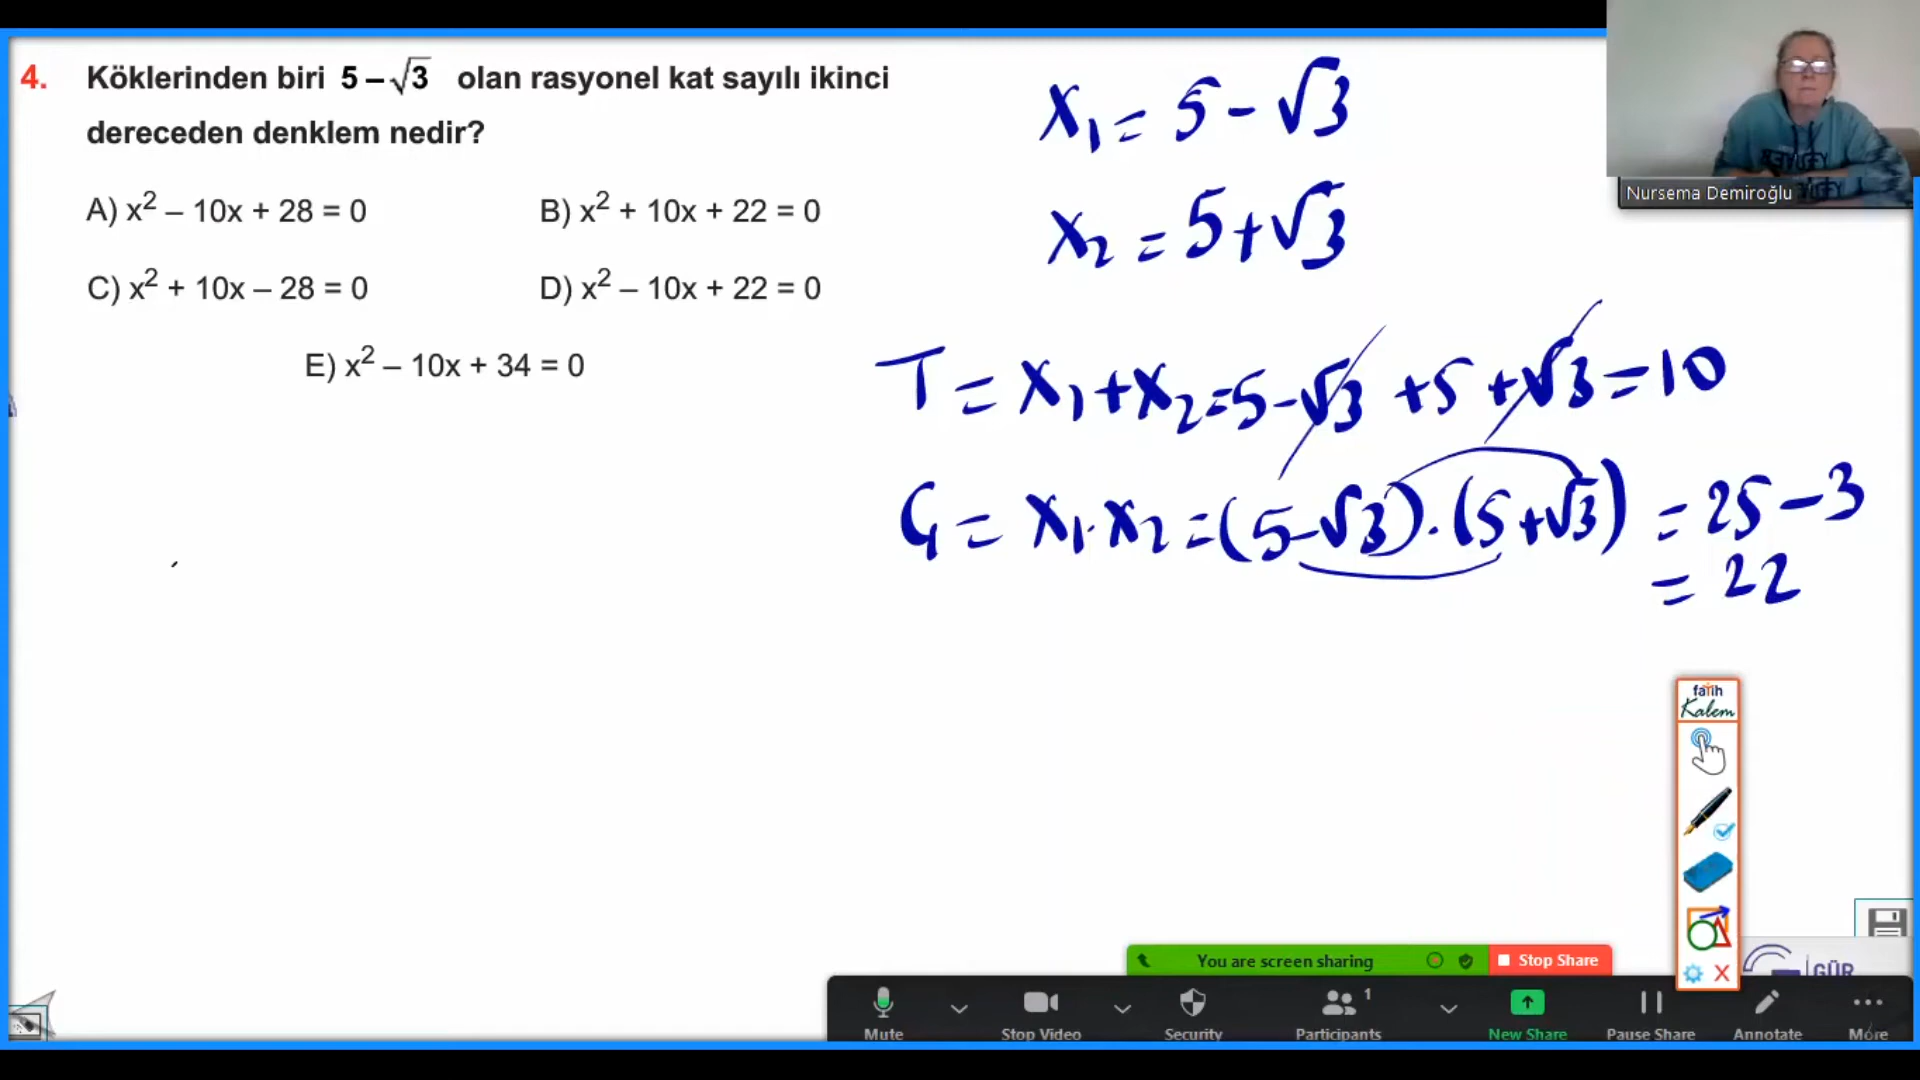 4. Köklerinden biri 5 – √3 olan rasyonel kat sayılı ikinci
dereceden denklem nedir?
A) x² – 10x + 28 = 0
B) x² + 10x + 22 = 0
C) x² + 10x – 28 = 0
D) x² – 10x + 22 = 0
E) x² – 10x + 34 = 0
x₁ = 5 - √3
x₂ = 5 + √3
T = x₁ + x₂ = 5 - √3 + 5 + √3 = 10
Ç = x₁ · x₂ = (5 - √3) · (5 + √3) = 25 - 3
= 22
Nursema Demiroğlu
fatih
Kalem
X
GÜR
You are screen sharing
Stop Share
Mute
Stop Video
Security
Participants 1
New Share
Pause Share
Annotate
More